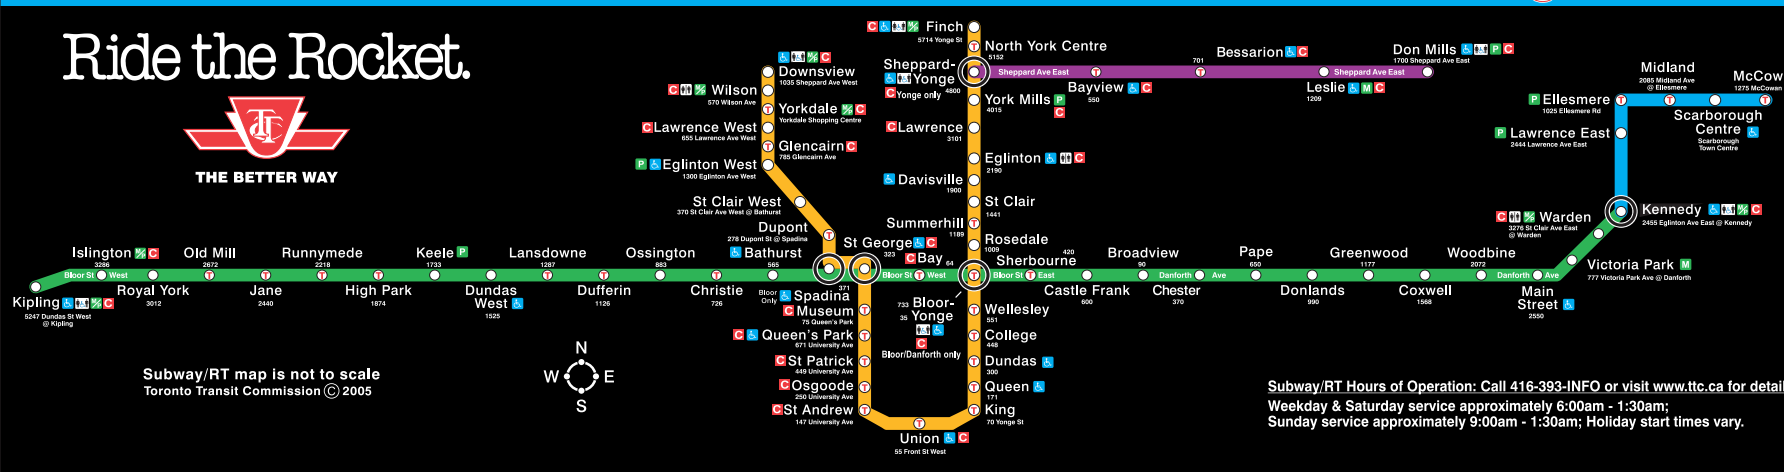 Ride the Rocket.
TTC
THE BETTER WAY
Finch
5714 Yonge St
North York Centre
5152
Sheppard-
Yonge
Yonge only
4800
Sheppard Ave East
Bayview
550
701
Bessarion
Leslie
1209
Sheppard Ave East
Don Mills
1700 Sheppard Ave East
York Mills
4015
Lawrence
3101
Eglinton
2190
Davisville
1900
St Clair
1441
Summerhill
1189
Rosedale
1009
Downsview
1035 Sheppard Ave West
Wilson
570 Wilson Ave
Yorkdale
Yorkdale Shopping Centre
Lawrence West
655 Lawrence Ave West
Glencairn
785 Glencairn Ave
Eglinton West
1300 Eglinton Ave West
St Clair West
370 St Clair Ave West @ Bathurst
Dupont
278 Dupont St @ Spadina
Midland
2085 Midland Ave
@ Ellesmere
McCow
1275 McCowan
Ellesmere
1025 Ellesmere Rd
Scarborough
Centre
Scarborough
Town Centre
Lawrence East
2444 Lawrence Ave East
Kennedy
2455 Eglinton Ave East @ Kennedy
Warden
3276 St Clair Ave East
@ Warden
Victoria Park
777 Victoria Park Ave @ Danforth
Kipling
5247 Dundas St West
@ Kipling
Islington
3286
Bloor St West
Royal York
3012
Old Mill
2672
Jane
2440
Runnymede
2218
High Park
1874
Keele
1733
Dundas
West
1525
Lansdowne
1287
Dufferin
1126
Ossington
883
Christie
726
Bathurst
565
Bloor
Only
Spadina
371
St George
323
Bay
64
Bloor St West
733
35
Bloor-
Yonge
Bloor/Danforth only
Sherbourne
420
Bloor St East
Castle Frank
600
Broadview
90
Danforth Ave
Chester
370
Pape
650
Donlands
990
Greenwood
1177
Coxwell
1568
Woodbine
2072
Danforth Ave
Main
Street
2550
Museum
75 Queen's Park
Queen's Park
671 University Ave
St Patrick
449 University Ave
Osgoode
250 University Ave
St Andrew
147 University Ave
Union
55 Front St West
Wellesley
551
College
448
Dundas
300
Queen
171
King
70 Yonge St
N
W E
S
Subway/RT map is not to scale
Toronto Transit Commission © 2005
Subway/RT Hours of Operation: Call 416-393-INFO or visit www.ttc.ca for detail
Weekday & Saturday service approximately 6:00am - 1:30am;
Sunday service approximately 9:00am - 1:30am; Holiday start times vary.